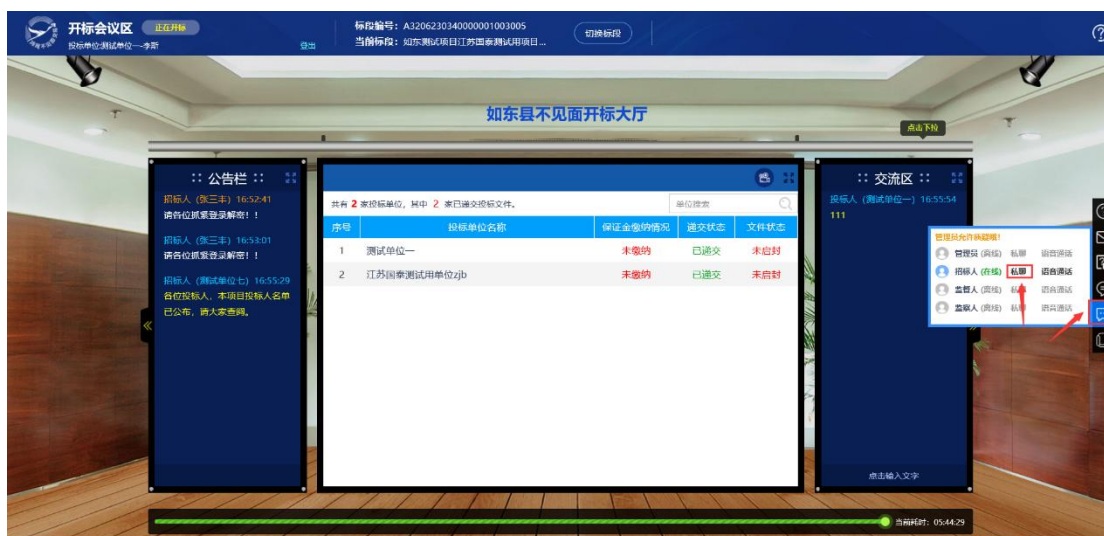 开标会议区 正在开标
投标单位:测试单位一--李斯
登出
标段编号：A3206230340000001003005
当前标段：如东测试项目江苏国泰测试用项目...
切换标段
如东县不见面开标大厅
点击下拉
:: 公告栏 ::
招标人（张三丰）16:52:41
请各位抓紧登录解密！！
招标人（张三丰）16:53:01
请各位抓紧登录解密！！
招标人（测试单位七）16:55:29
各位投标人，本项目投标人名单
已公布，请大家查阅。
共有 2 家投标单位，其中 2 家已递交投标文件。
单位搜索
序号 投标单位名称 保证金缴纳情况 递交状态 文件状态
1 测试单位一 未缴纳 已递交 未启封
2 江苏国泰测试用单位zjb 未缴纳 已递交 未启封
:: 交流区 ::
招标人（测试单位一）16:55:54
111
管理员 (离线) 私聊 语音通话
招标人 (在线) 私聊 语音通话
监督人 (离线) 私聊 语音通话
监察人 (离线) 私聊 语音通话
点击输入文字
当前耗时：05:44:29